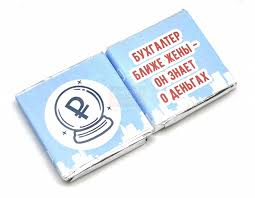 ₽
БУХГАЛТЕР
БЛИЖЕ ЖЕНЫ –
ОН ЗНАЕТ
О ДЕНЬГАХ